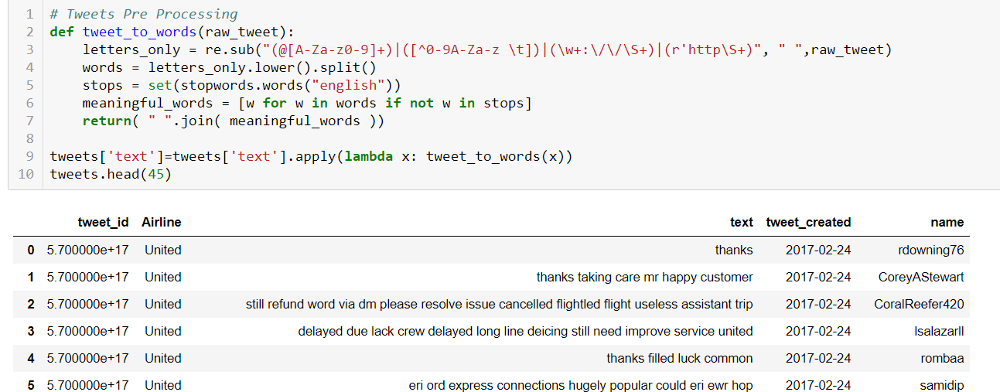 1 # Tweets Pre Processing
2 def tweet_to_words(raw_tweet):
3     letters_only = re.sub("(@[A-Za-z0-9]+)|([^0-9A-Za-z \t])|(\w+:\/\/\S+)|(r'http\S+)", " ",raw_tweet)
4     words = letters_only.lower().split()
5     stops = set(stopwords.words("english"))
6     meaningful_words = [w for w in words if not w in stops]
7     return( " ".join( meaningful_words ))
8
9 tweets['text']=tweets['text'].apply(lambda x: tweet_to_words(x))
10 tweets.head(45)
tweet_id Airline text tweet_created name
0 5.700000e+17 United thanks 2017-02-24 rdowning76
1 5.700000e+17 United thanks taking care mr happy customer 2017-02-24 CoreyAStewart
2 5.700000e+17 United still refund word via dm please resolve issue cancelled flightled flight useless assistant trip 2017-02-24 CoralReefer420
3 5.700000e+17 United delayed due lack crew delayed long line deicing still need improve service united 2017-02-24 lsalazarll
4 5.700000e+17 United thanks filled luck common 2017-02-24 rombaa
5 5.700000e+17 United eri ord express connections hugely popular could eri ewr hop 2017-02-24 samidip